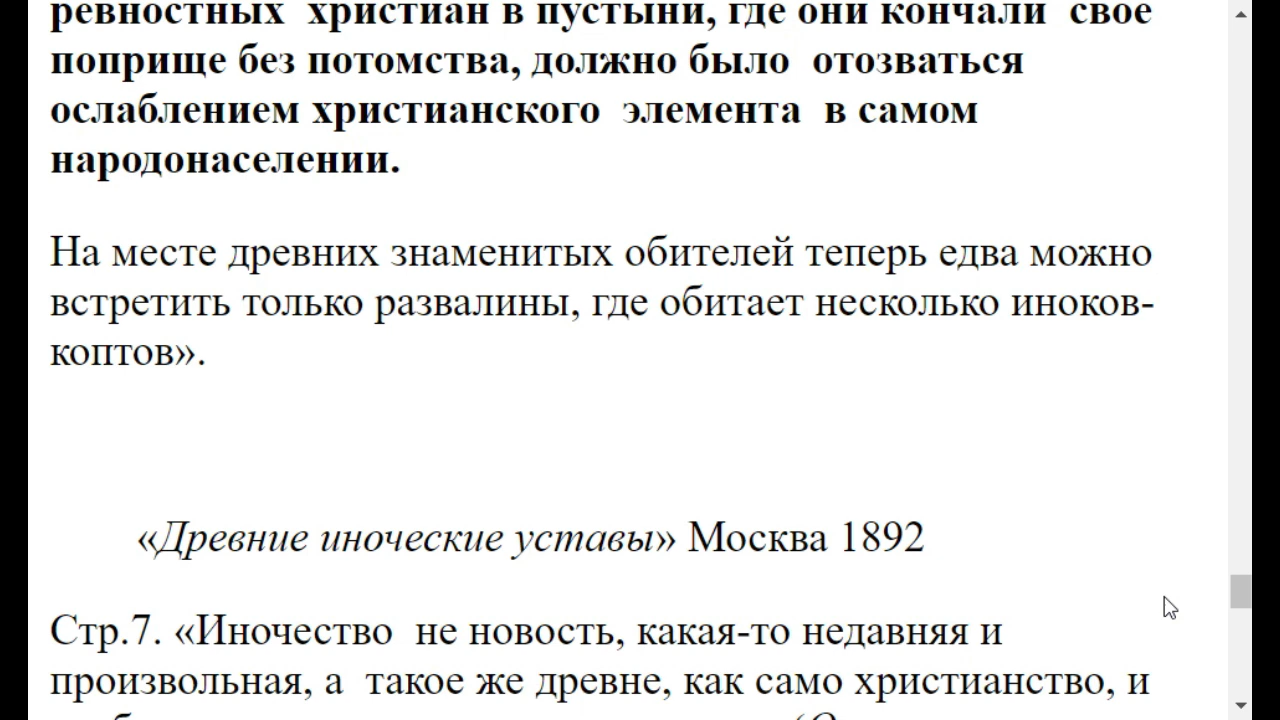 ревностных христиан в пустыни, где они кончали свое
поприще без потомства, должно было отозваться
ослаблением христианского элемента в самом
народонаселении.
На месте древних знаменитых обителей теперь едва можно
встретить только развалины, где обитает несколько иноков-
коптов».
«Древние иноческие уставы» Москва 1892
Стр.7. «Иночество не новость, какая-то недавняя и
произвольная, а такое же древне, как само христианство, и